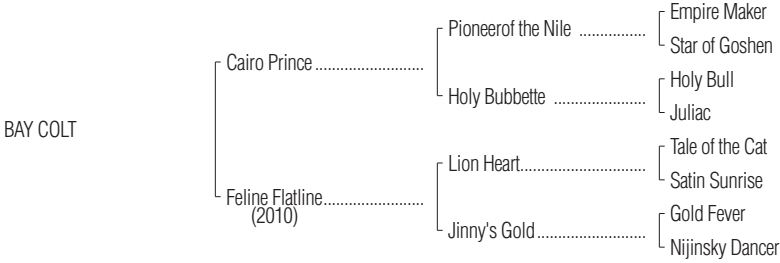 Empire Maker
Pioneerof the Nile ................
Star of Goshen
Cairo Prince ..........................
Holy Bull
Holy Bubbette ......................
Juliac
BAY COLT
Tale of the Cat
Lion Heart..............................
Satin Sunrise
Feline Flatline........................
(2010)
Gold Fever
Jinny's Gold ..........................
Nijinsky Dancer